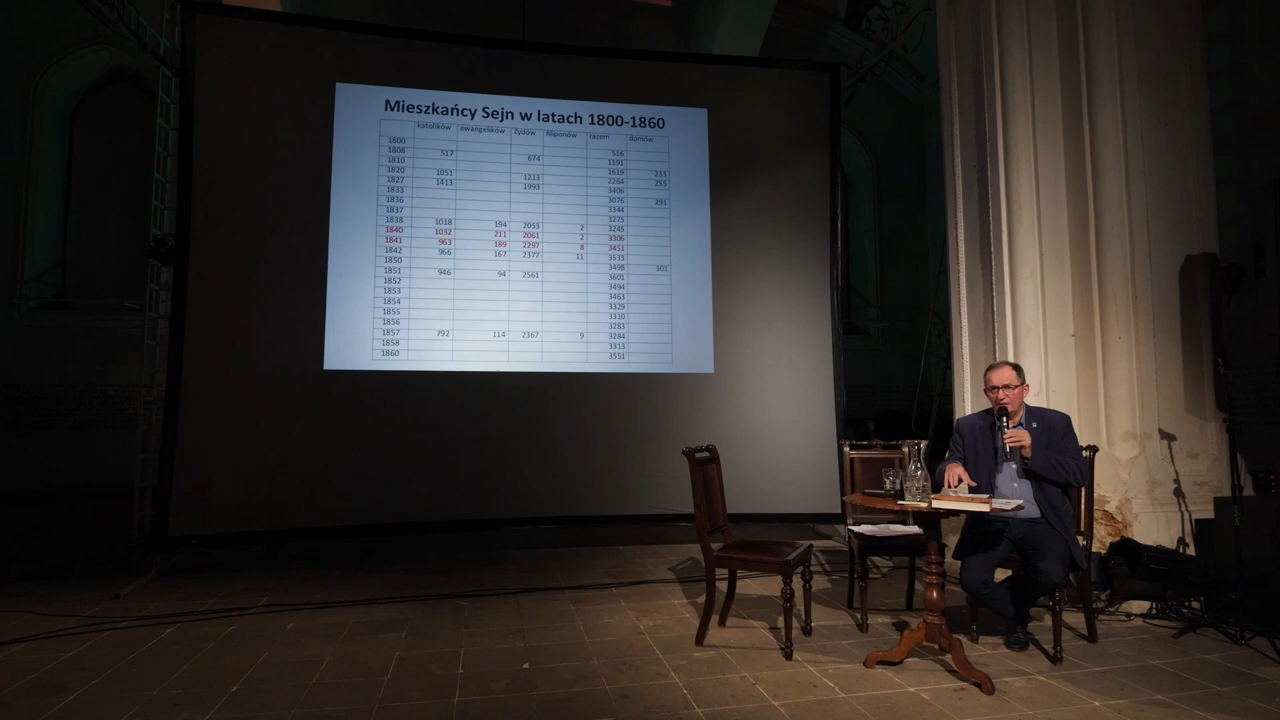 Mieszkańcy Sejn w latach 1800-1860
katolików ewangelików Żydów filiponów razem domów
1800 516
1808 517 674 1191
1810 1619 233
1820 1051 1213 2264 255
1827 1413 1993 3406
1833 3076 291
1836 3344
1837 3275
1838 1018 194 2053 2 3245
1840 1032 211 2061 2 3306
1841 963 189 2297 8 3451
1842 966 167 2377 11 3533
1850 3498 301
1851 946 94 2561 3601
1852 3494
1853 3463
1854 3329
1855 3310
1856 3283
1857 792 114 2367 9 3284
1858 3313
1860 3551